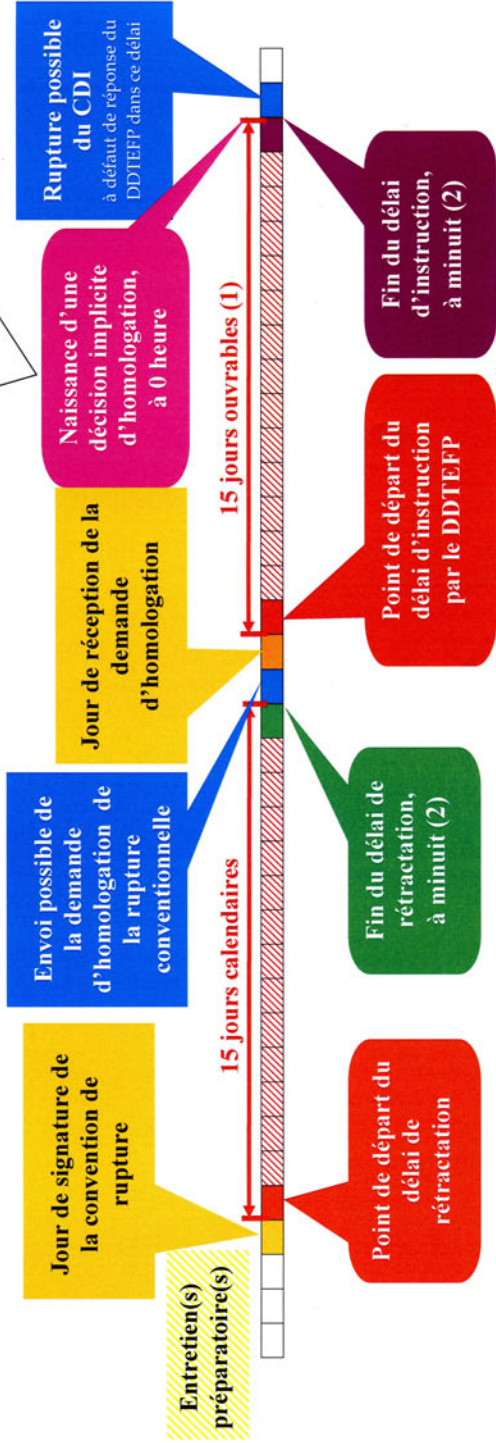 Entretien(s)
préparatoire(s)
Jour de signature de
la convention de
rupture
Envoi possible de
la demande
d'homologation de
la rupture
conventionnelle
Jour de réception de la
demande
d'homologation
Naissance d'une
décision implicite
d'homologation,
à 0 heure
Rupture possible
du CDI
à défaut de réponse du
DDTEFP dans ce délai
15 jours calendaires
15 jours ouvrables (1)
Point de départ du
délai de
rétractation
Fin du délai de
rétractation,
à minuit (2)
Point de départ du
délai d'instruction
par le DDTEFP
Fin du délai
d'instruction,
à minuit (2)